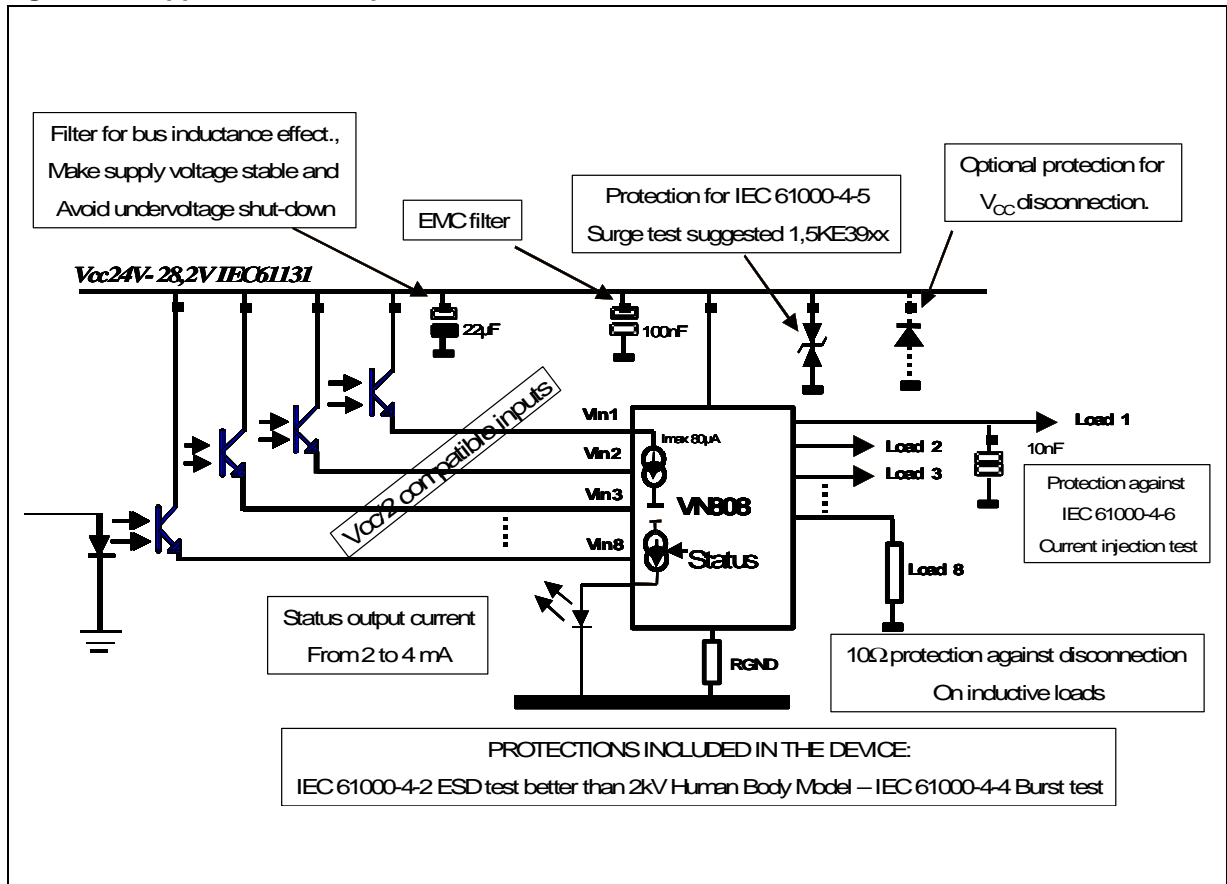 Filter for bus inductance effect.,
Make supply voltage stable and
Avoid undervoltage shut-down
EMC filter
Protection for IEC 61000-4-5
Surge test suggested 1,5KE39xx
Optional protection for
VCC disconnection.
Vcc24V- 28,2V IEC61131
22µF
100nF
Vin1
Imax 80µA
Load 1
Vin2
Load 2
10nF
Load 3
Vin3
VN808
Vcc/2 compatible inputs
Protection against
IEC 61000-4-6
Current injection test
Vin8
Status
Load 8
Status output current
From 2 to 4 mA
RGND
10Ω protection against disconnection
On inductive loads
PROTECTIONS INCLUDED IN THE DEVICE:
IEC 61000-4-2 ESD test better than 2kV Human Body Model – IEC 61000-4-4 Burst test